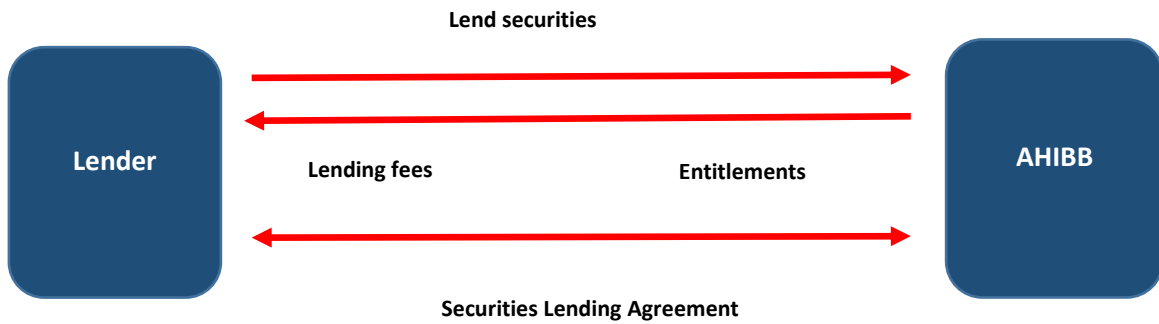 Lend securities
Lender
AHIBB
Lending fees
Entitlements
Securities Lending Agreement